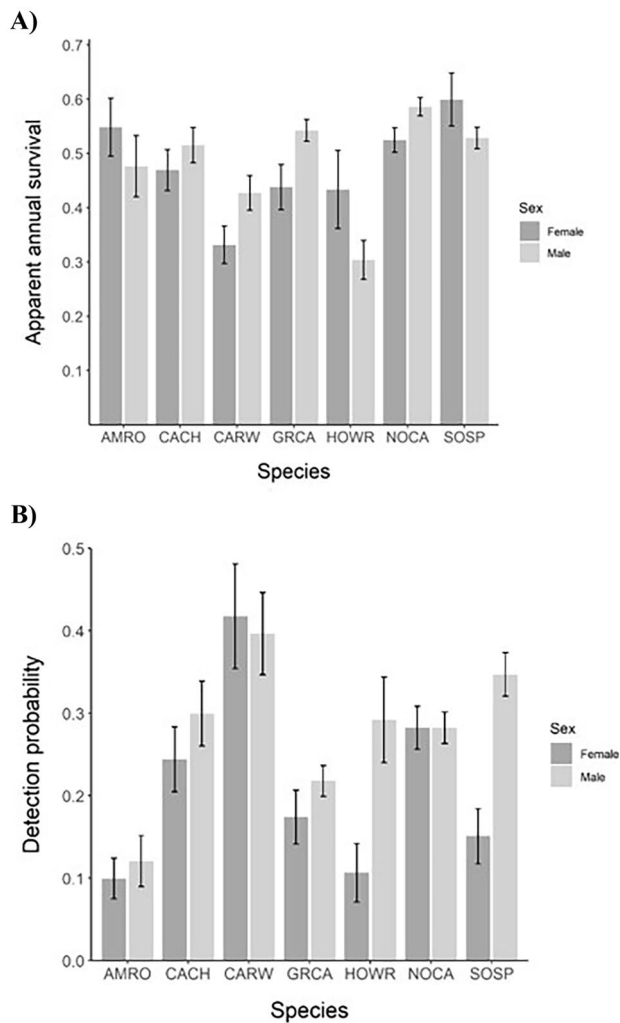 A)
0.7
0.6
0.5
0.4
0.3
0.2
0.1
Apparent annual survival
AMRO CACH CARW GRCA HOWR NOCA SOSP
Species
Sex
Female
Male
B)
0.5
0.4
0.3
0.2
0.1
0.0
Detection probability
AMRO CACH CARW GRCA HOWR NOCA SOSP
Species
Sex
Female
Male